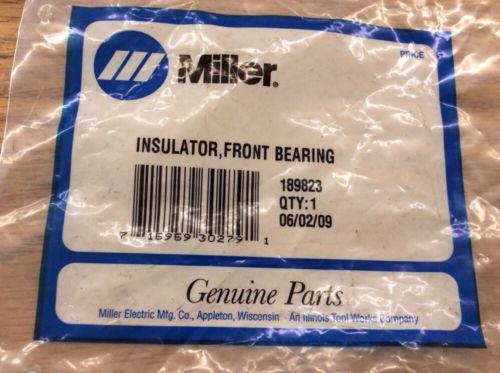 Miller®
PRICE
INSULATOR,FRONT BEARING
189823
QTY:1
06/02/09
7 15959 30279 1
Genuine Parts
Miller Electric Mfg. Co., Appleton, Wisconsin An Illinois Tool Works Company